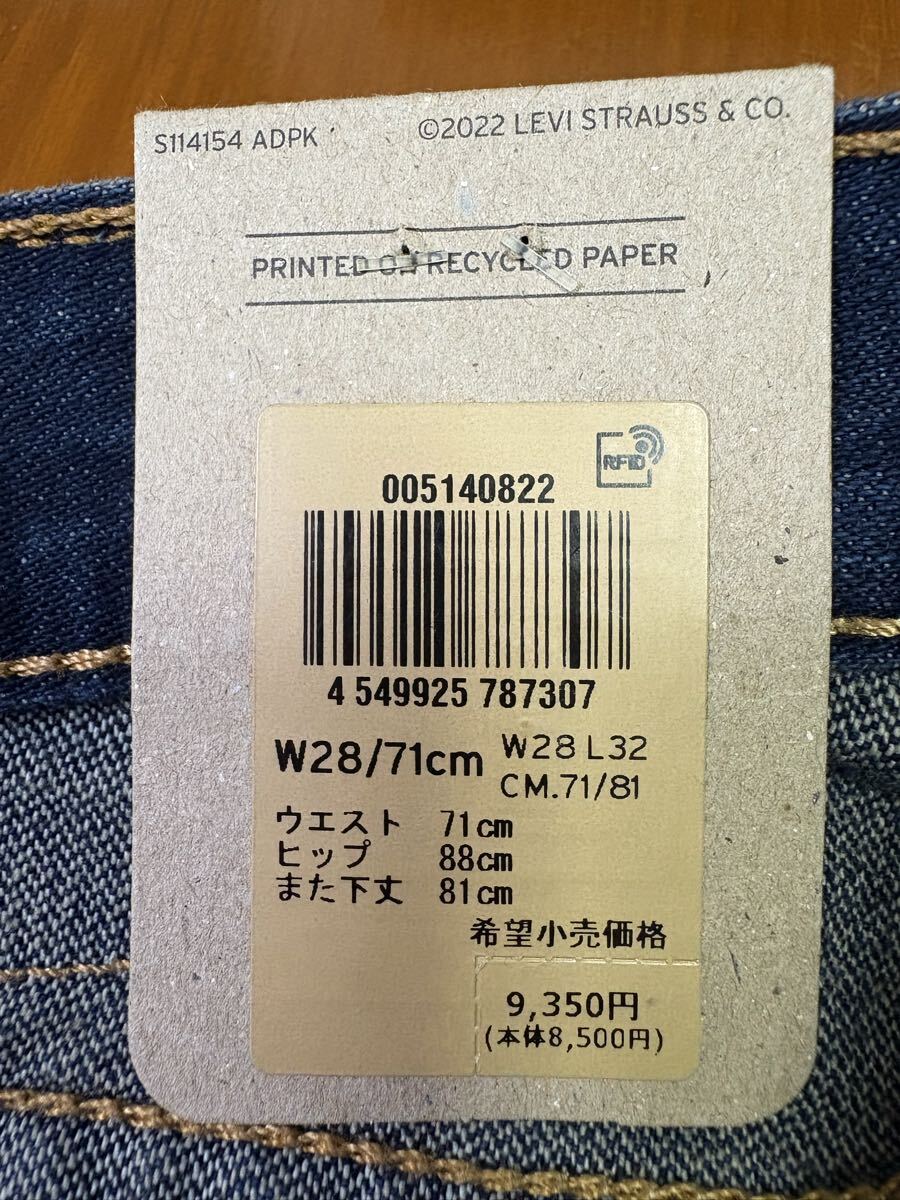 S114154 ADPK
©2022 LEVI STRAUSS & CO.
PRINTED ON RECYCLED PAPER
RFID
005140822
4 549925 787307
W28/71cm
W28 L32
CM.71/81
ウエスト 71cm
ヒップ 88cm
また下丈 81cm
希望小売価格
9,350円
(本体8,500円)